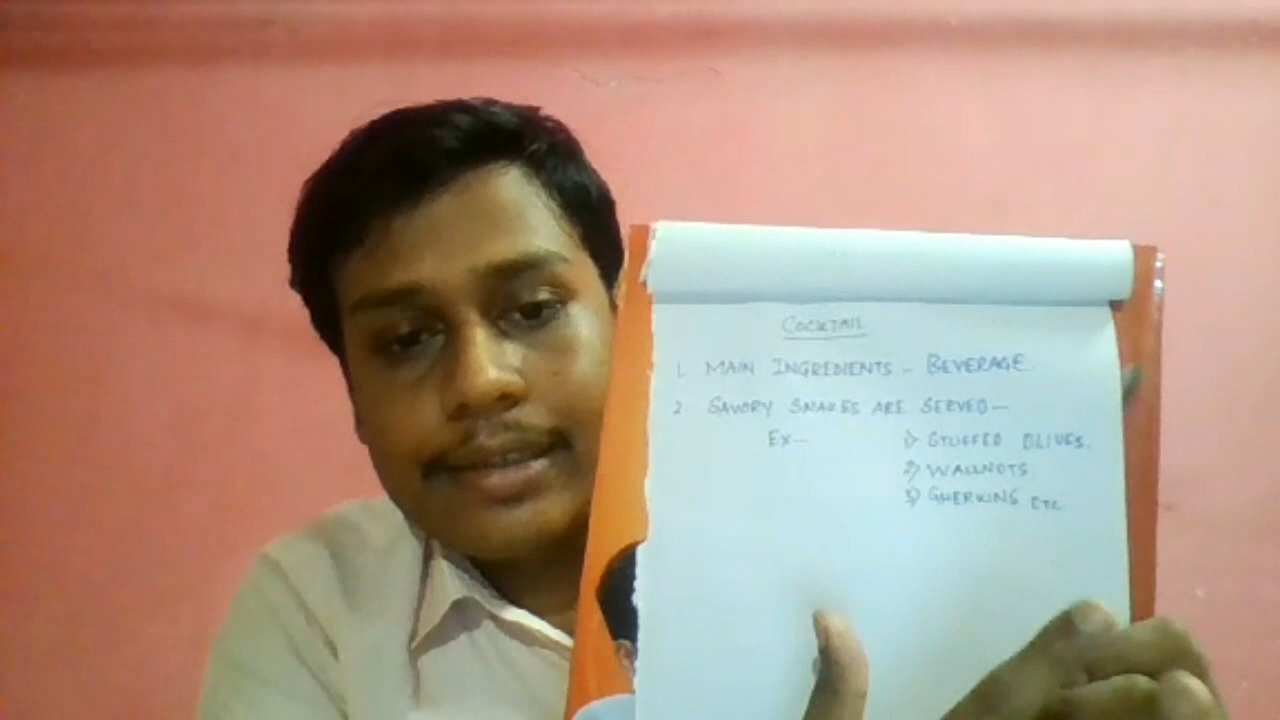 COCKTAIL
1. MAIN INGREDIENTS - BEVERAGE
2. SAVORY SNAKES ARE SERVED-
Ex- 1) STUFFED OLIVES.
2) WALLNUTS
3) GHERKINS ETC